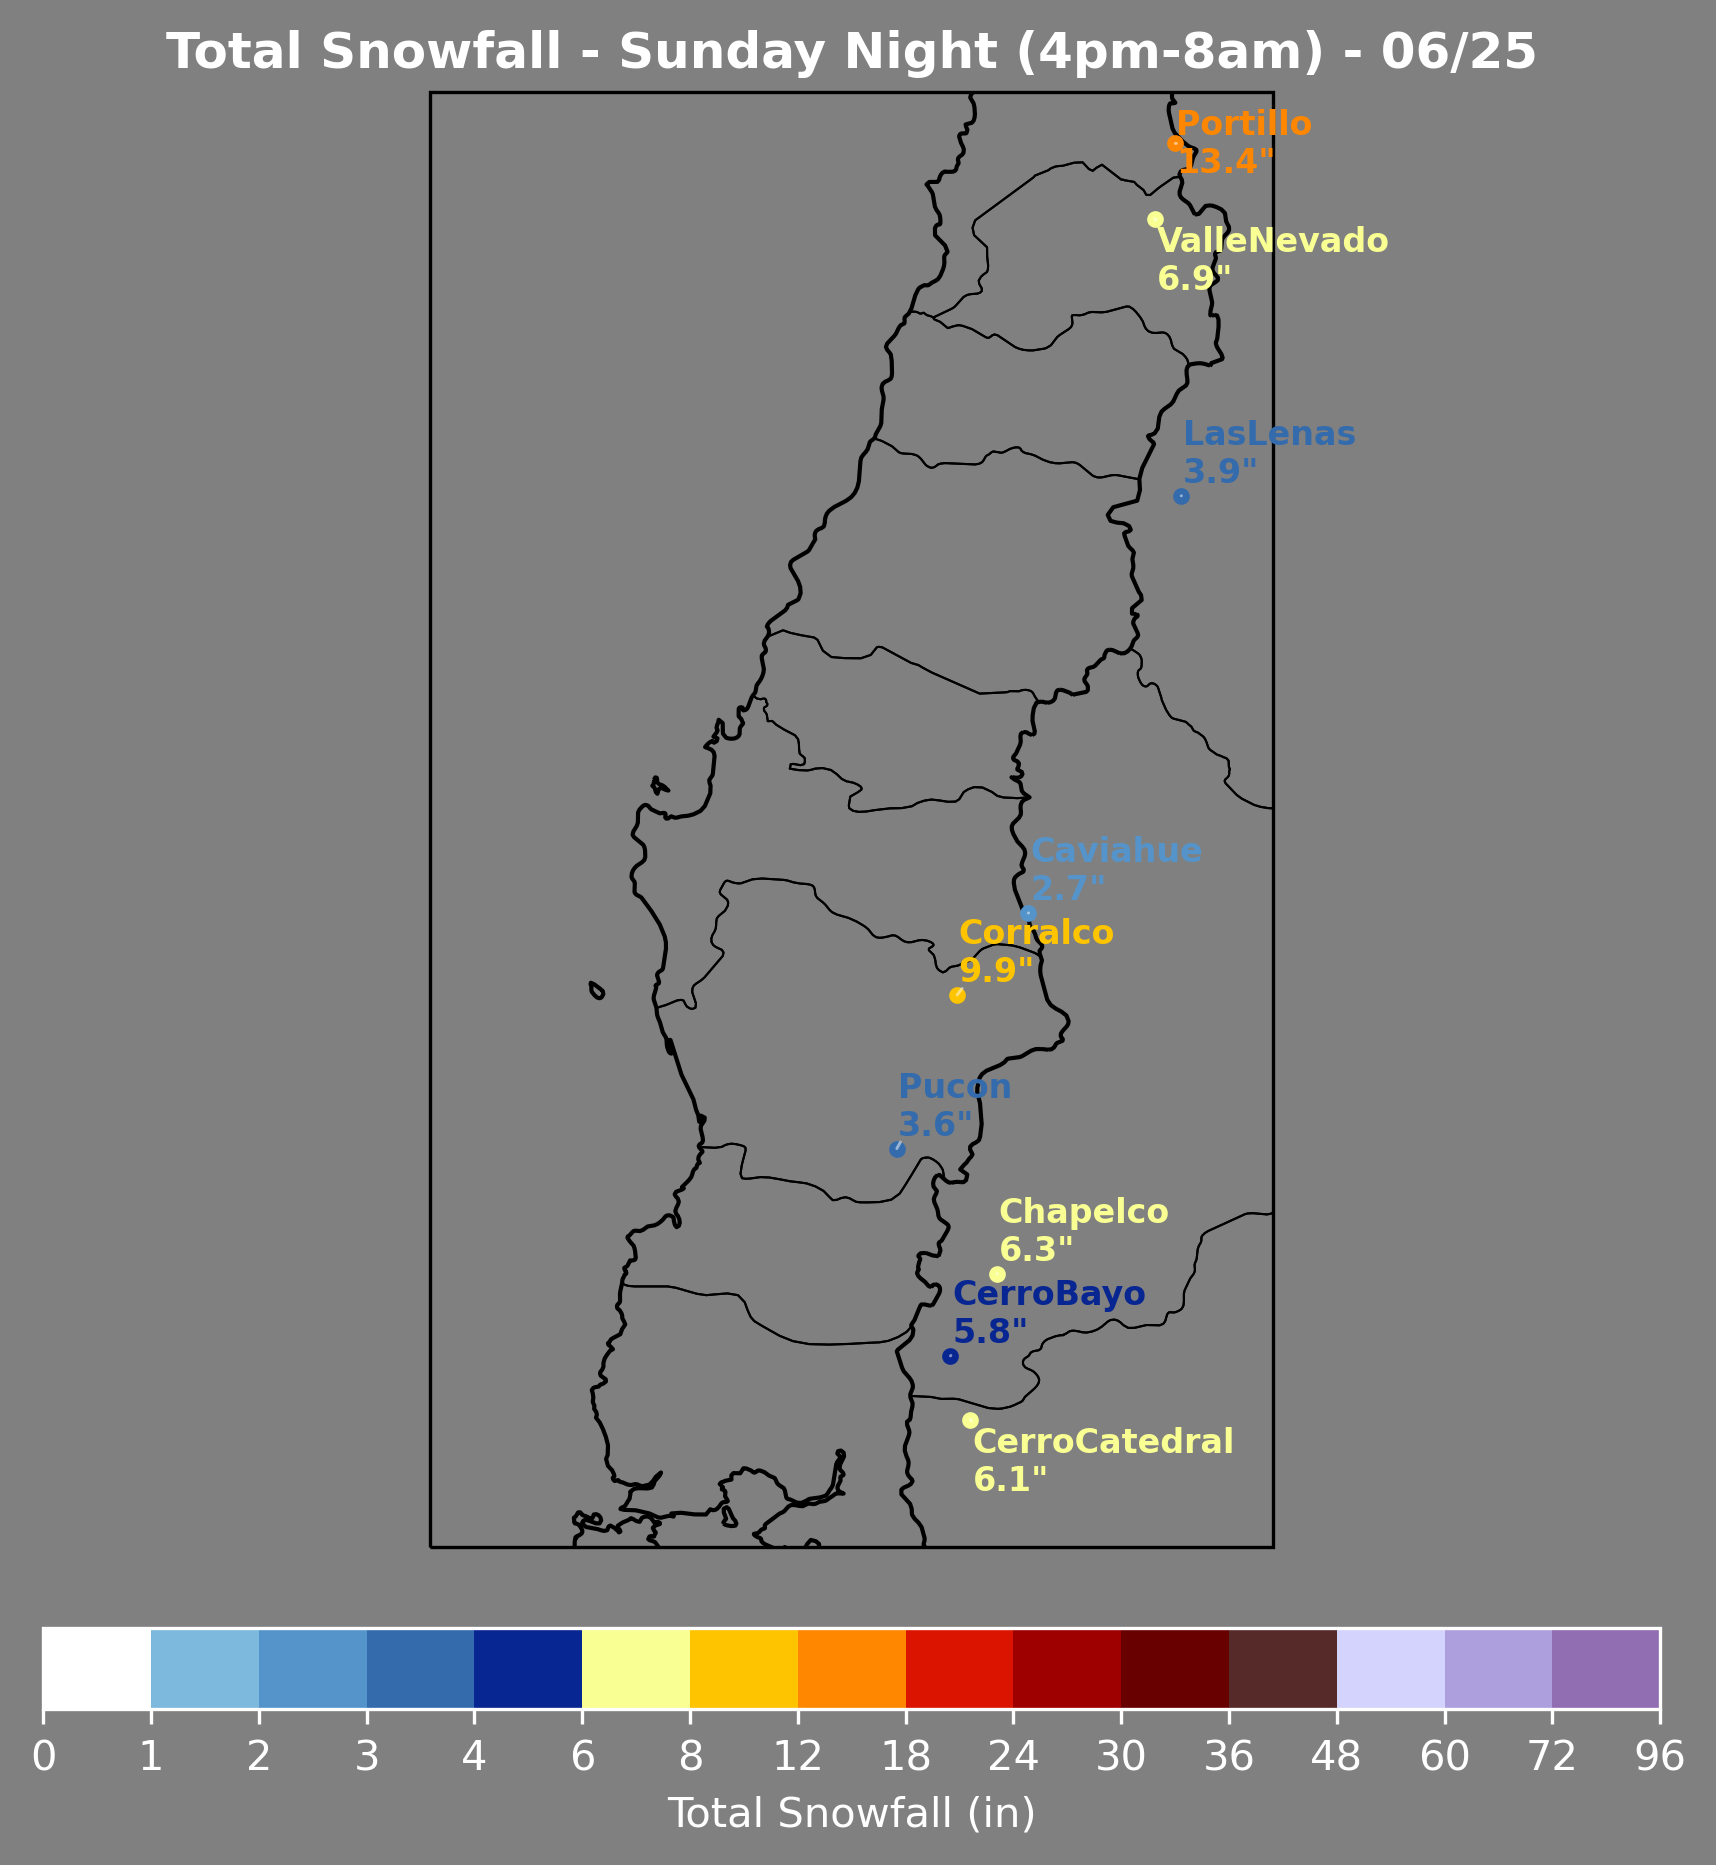 Total Snowfall - Sunday Night (4pm-8am) - 06/25
Portillo
13.4"
ValleNevado
6.9"
LasLenas
3.9"
Caviahue
2.7"
Corralco
9.9"
Pucon
3.6"
Chapelco
6.3"
CerroBayo
5.8"
CerroCatedral
6.1"
0 1 2 3 4 6 8 12 18 24 30 36 48 60 72 96
Total Snowfall (in)